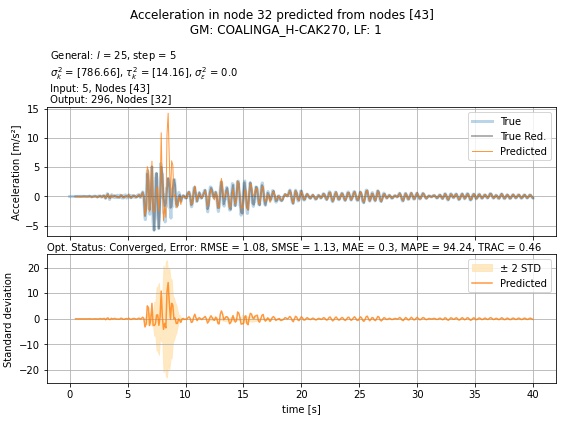 Acceleration in node 32 predicted from nodes [43]
GM: COALINGA_H-CAK270, LF: 1
General: l = 25, step = 5
σ²ₖ = [786.66], τ²ₖ = [14.16], σ²ε = 0.0
Input: 5, Nodes [43]
Output: 296, Nodes [32]
15
10
5
0
−5
Acceleration [m/s²]
True
True Red.
Predicted
Opt. Status: Converged, Error: RMSE = 1.08, SMSE = 1.13, MAE = 0.3, MAPE = 94.24, TRAC = 0.46
20
10
0
−10
−20
Standard deviation
± 2 STD
Predicted
0 5 10 15 20 25 30 35 40
time [s]